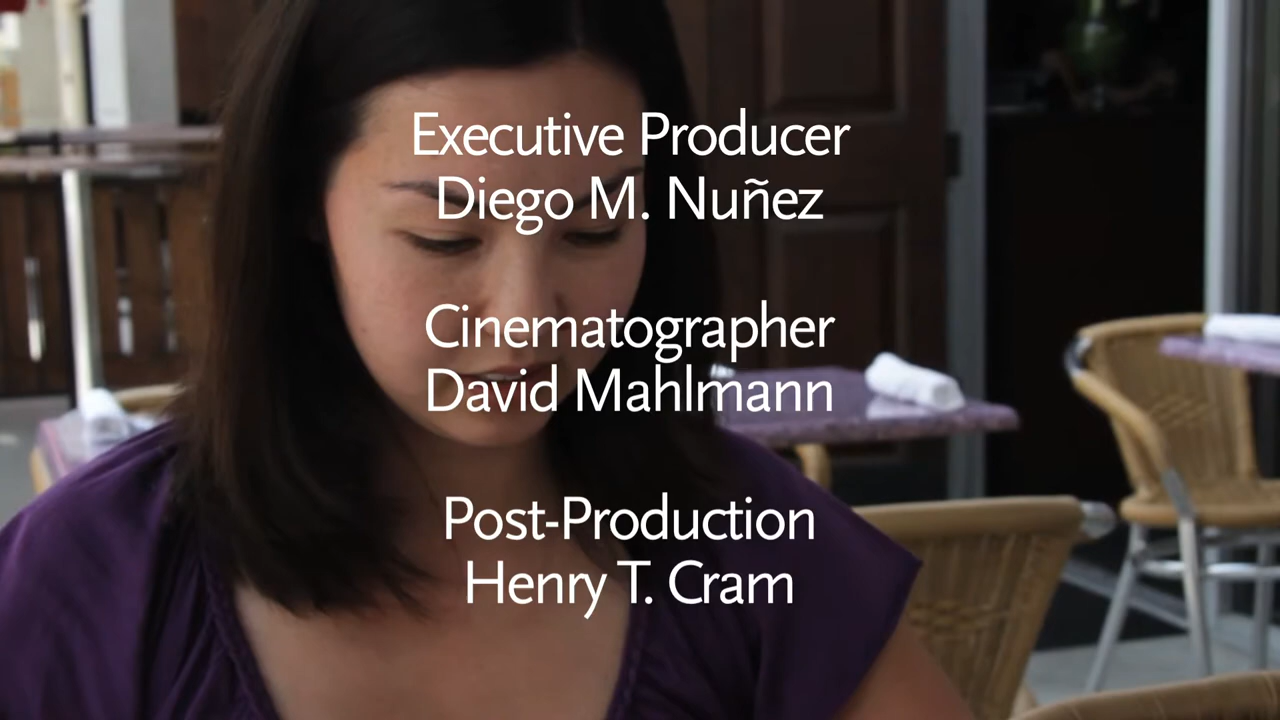 Executive Producer
Diego M. Nuñez
Cinematographer
David Mahlmann
Post-Production
Henry T. Cram